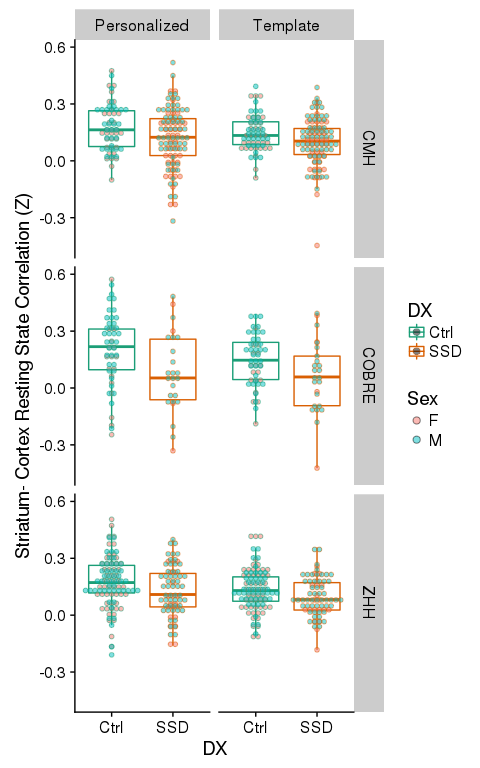 Personalized Template
Striatum- Cortex Resting State Correlation (Z)
0.6
0.3
0.0
-0.3
CMH
0.6
0.3
0.0
-0.3
COBRE
0.6
0.3
0.0
-0.3
ZHH
Ctrl SSD Ctrl SSD
DX
DX
Ctrl
SSD
Sex
F
M